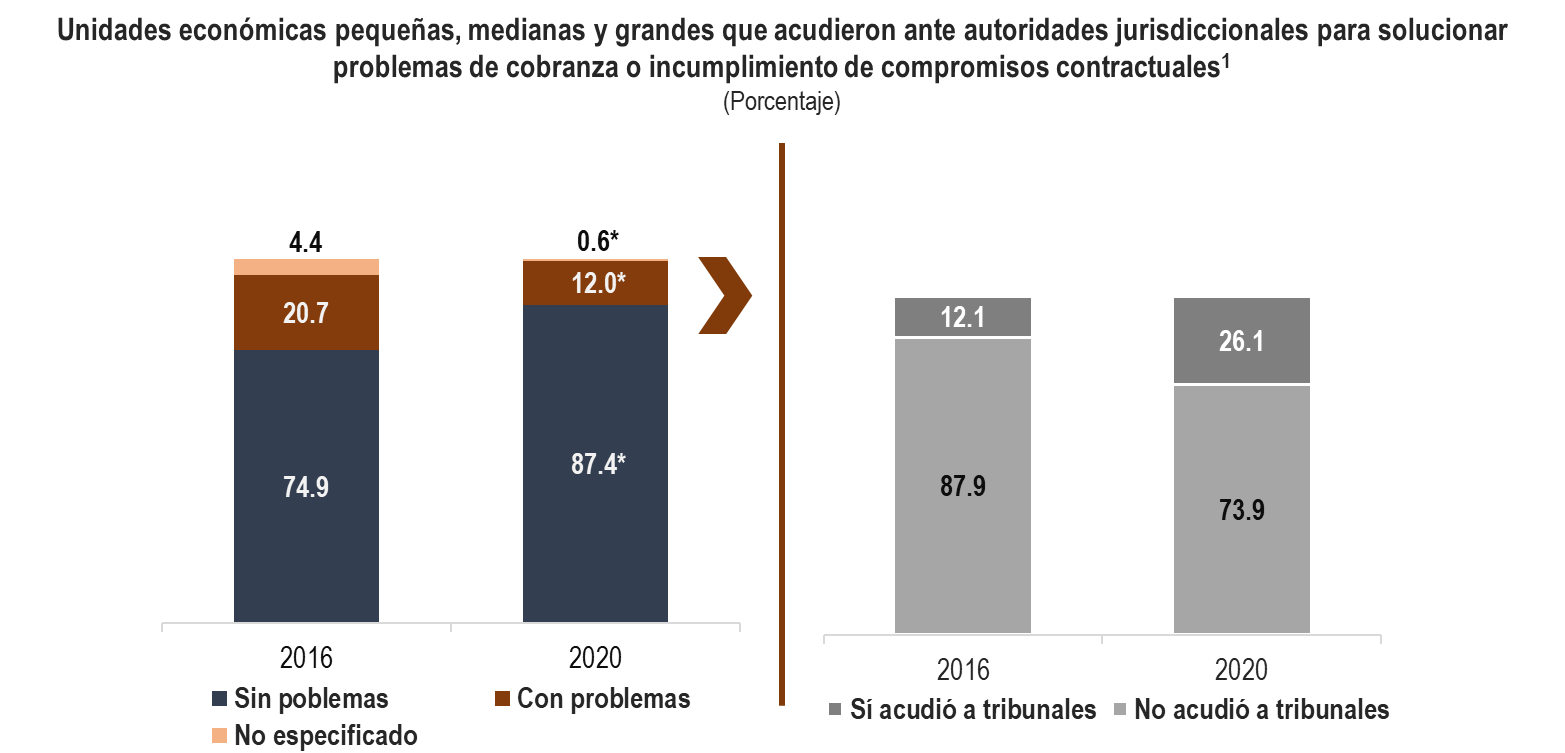 Unidades económicas pequeñas, medianas y grandes que acudieron ante autoridades jurisdiccionales para solucionar
problemas de cobranza o incumplimiento de compromisos contractuales¹
(Porcentaje)
4.4
20.7
74.9
0.6*
12.0*
87.4*
2016
2020
Sin poblemas
Con problemas
No especificado
12.1
87.9
26.1
73.9
2016
2020
Sí acudió a tribunales
No acudió a tribunales